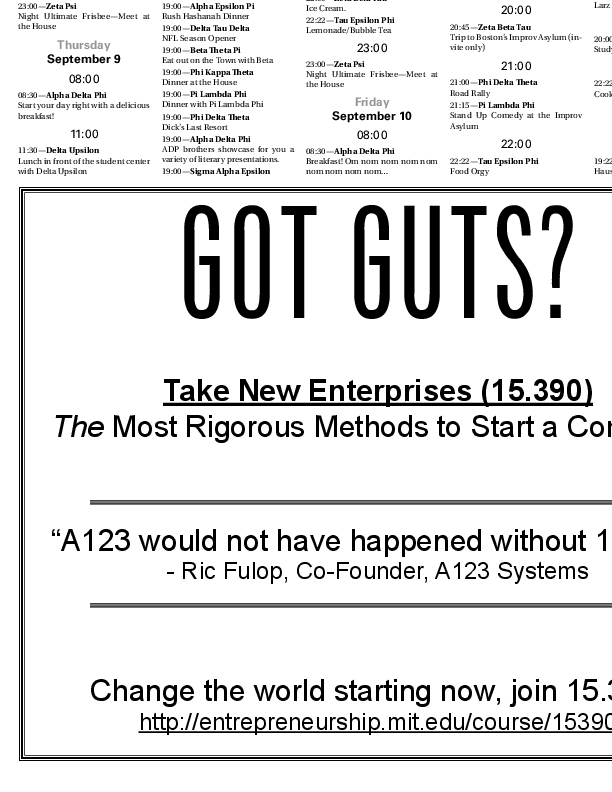 23:00—Zeta Psi
Night Ultimate Frisbee—Meet at
the House
Thursday
September 9
08:00
08:30—Alpha Delta Phi
Start your day right with a delicious
breakfast!
11:00
11:30—Delta Upsilon
Lunch in front of the student center
with Delta Upsilon
19:00—Alpha Epsilon Pi
Rush Hashanah Dinner
19:00—Delta Tau Delta
NFL Season Opener
19:00—Beta Theta Pi
Eat out on the Town with Beta
19:00—Phi Kappa Theta
Dinner at the House
19:00—Pi Lambda Phi
Dinner with Pi Lambda Phi
19:00—Phi Delta Theta
Dick's Last Resort
19:00—Alpha Delta Phi
ADP brothers showcase for you a
variety of literary presentations.
19:00—Sigma Alpha Epsilon
Ice Cream.
22:22—Tau Epsilon Phi
Lemonade/Bubble Tea
23:00
23:00—Zeta Psi
Night Ultimate Frisbee—Meet at
the House
Friday
September 10
08:00
08:30—Alpha Delta Phi
Breakfast! Om nom nom nom nom
nom nom nom nom...
20:00
20:45—Zeta Beta Tau
Trip to Boston's Improv Asylum (in-
vite only)
21:00
21:00—Phi Delta Theta
Road Rally
21:15—Pi Lambda Phi
Stand Up Comedy at the Improv
Asylum
22:00
22:22—Tau Epsilon Phi
Food Orgy
Larz
20:00
Study
22:22
Cook
19:22
Haus
GOT GUTS?
Take New Enterprises (15.390)
The Most Rigorous Methods to Start a Co
“A123 would not have happened without 1
- Ric Fulop, Co-Founder, A123 Systems
Change the world starting now, join 15.3
http://entrepreneurship.mit.edu/course/15390